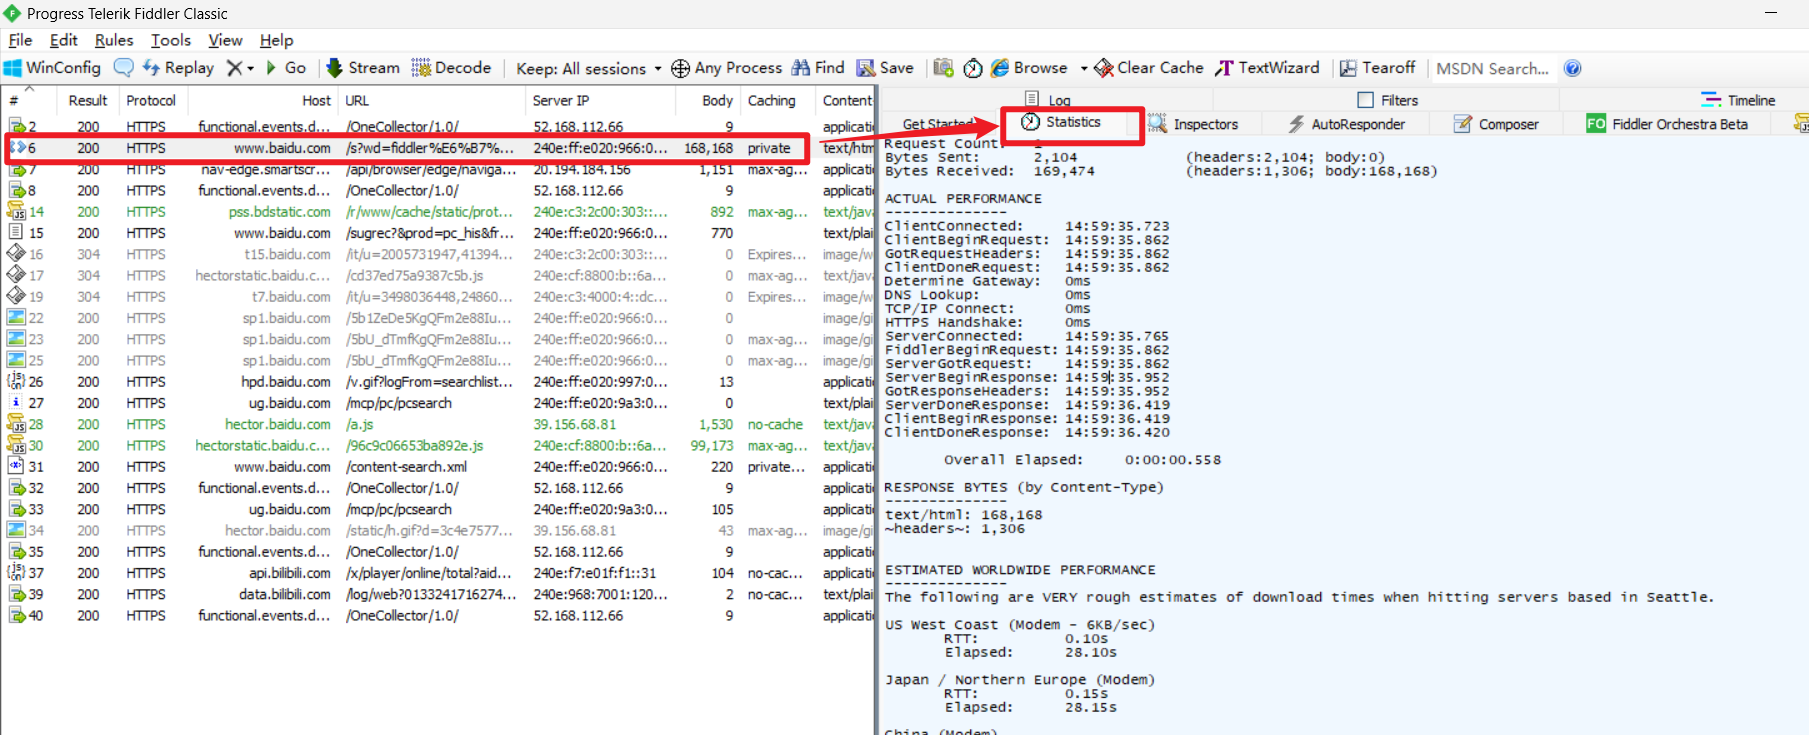 Progress Telerik Fiddler Classic
File Edit Rules Tools View Help
WinConfig Replay X Go Stream Decode Keep: All sessions Any Process Find Save Browse Clear Cache TextWizard Tearoff MSDN Search...
# Result Protocol Host URL Server IP Body Caching Content-
2 200 HTTPS functional.events.d... /OneCollector/1.0/ 52.168.112.66 9 applicati
6 200 HTTPS www.baidu.com /s?wd=fiddler%E6%B7%... 240e:ff:e020:966:0... 168,168 private text/htm
7 200 HTTPS nav-edge.smartscr... /api/browser/edge/naviga... 20.194.184.156 1,151 max-ag... applicati
8 200 HTTPS functional.events.d... /OneCollector/1.0/ 52.168.112.66 9 applicati
14 200 HTTPS pss.bdstatic.com /r/www/cache/static/prot... 240e:c3:2c00:303::... 892 max-ag... text/java
15 200 HTTPS www.baidu.com /sugrec?&prod=pc_his&fr... 240e:ff:e020:966:0... 770 text/plai
16 304 HTTPS t15.baidu.com /it/u=2005731947,41394... 240e:c3:2c00:303::... 0 Expires... image/w
17 304 HTTPS hectorstatic.baidu.c... /cd37ed75a9387c5b.js 240e:cf:8800:b::6a... 0 max-ag... text/java
19 304 HTTPS t7.baidu.com /it/u=3498036448,24860... 240e:c3:4000:4::dc... 0 Expires... image/w
22 200 HTTPS sp1.baidu.com /5b1ZeDe5KgQFm2e88Iu... 240e:ff:e020:966:0... 0 image/gi
23 200 HTTPS sp1.baidu.com /5bU_dTmfKgQFm2e88Iu... 240e:ff:e020:966:0... 0 max-ag... image/gi
25 200 HTTPS sp1.baidu.com /5bU_dTmfKgQFm2e88Iu... 240e:ff:e020:966:0... 0 max-ag... image/gi
26 200 HTTPS hpd.baidu.com /v.gif?logFrom=searchlist... 240e:ff:e020:997:0... 13 applicati
27 200 HTTPS ug.baidu.com /mcp/pc/pcsearch 240e:ff:e020:9a3:0... 0 text/plai
28 200 HTTPS hector.baidu.com /a.js 39.156.68.81 1,530 no-cache text/java
30 200 HTTPS hectorstatic.baidu.c... /96c9c06653ba892e.js 240e:cf:8800:b::6a... 99,173 max-ag... text/java
31 200 HTTPS www.baidu.com /content-search.xml 240e:ff:e020:966:0... 220 private... applicati
32 200 HTTPS functional.events.d... /OneCollector/1.0/ 52.168.112.66 9 applicati
33 200 HTTPS ug.baidu.com /mcp/pc/pcsearch 240e:ff:e020:9a3:0... 105 applicati
34 200 HTTPS hector.baidu.com /static/h.gif?d=3c4e7577... 39.156.68.81 43 max-ag... image/gi
35 200 HTTPS functional.events.d... /OneCollector/1.0/ 52.168.112.66 9 applicati
37 200 HTTPS api.bilibili.com /x/player/online/total?aid... 240e:f7:e01f:f1::31 104 no-cac... applicati
39 200 HTTPS data.bilibili.com /log/web?0133241716274... 240e:968:7001:120... 2 no-cac... text/plai
40 200 HTTPS functional.events.d... /OneCollector/1.0/ 52.168.112.66 9 applicati
Log Filters Timeline
Get Started Statistics Inspectors AutoResponder Composer FO Fiddler Orchestra Beta
Request Count: 1
Bytes Sent: 2,104 (headers:2,104; body:0)
Bytes Received: 169,474 (headers:1,306; body:168,168)
ACTUAL PERFORMANCE
--------------
ClientConnected: 14:59:35.723
ClientBeginRequest: 14:59:35.862
GotRequestHeaders: 14:59:35.862
ClientDoneRequest: 14:59:35.862
Determine Gateway: 0ms
DNS Lookup: 0ms
TCP/IP Connect: 0ms
HTTPS Handshake: 0ms
ServerConnected: 14:59:35.765
FiddlerBeginRequest: 14:59:35.862
ServerGotRequest: 14:59:35.862
ServerBeginResponse: 14:59:35.952
GotResponseHeaders: 14:59:35.952
ServerDoneResponse: 14:59:36.419
ClientBeginResponse: 14:59:36.419
ClientDoneResponse: 14:59:36.420
Overall Elapsed: 0:00:00.558
RESPONSE BYTES (by Content-Type)
--------------
text/html: 168,168
~headers~: 1,306
ESTIMATED WORLDWIDE PERFORMANCE
--------------
The following are VERY rough estimates of download times when hitting servers based in Seattle.
US West Coast (Modem - 6KB/sec)
RTT: 0.10s
Elapsed: 28.10s
Japan / Northern Europe (Modem)
RTT: 0.15s
Elapsed: 28.15s
China (Modem)